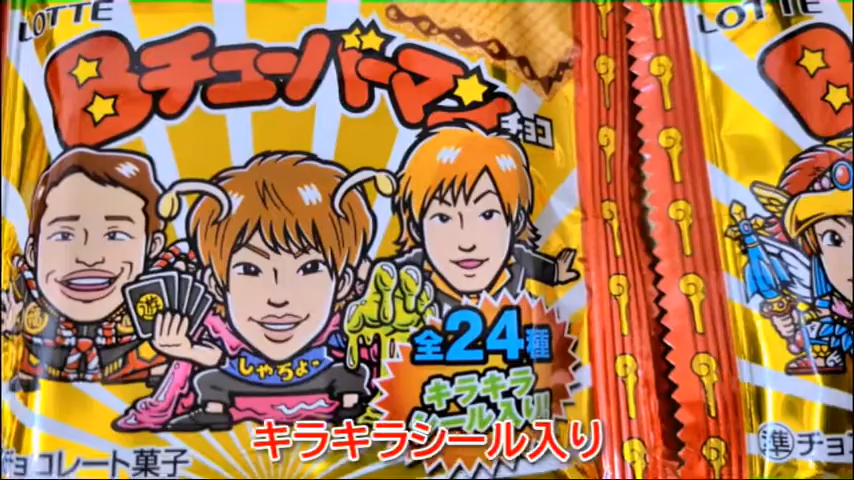 LOTTE
LOTTE
Bチューバーマン
チョコ
遊
しゃちょー
全24種
キラキラ
シール入り!
キラキラシール入り
チョコレート菓子
準チョコ